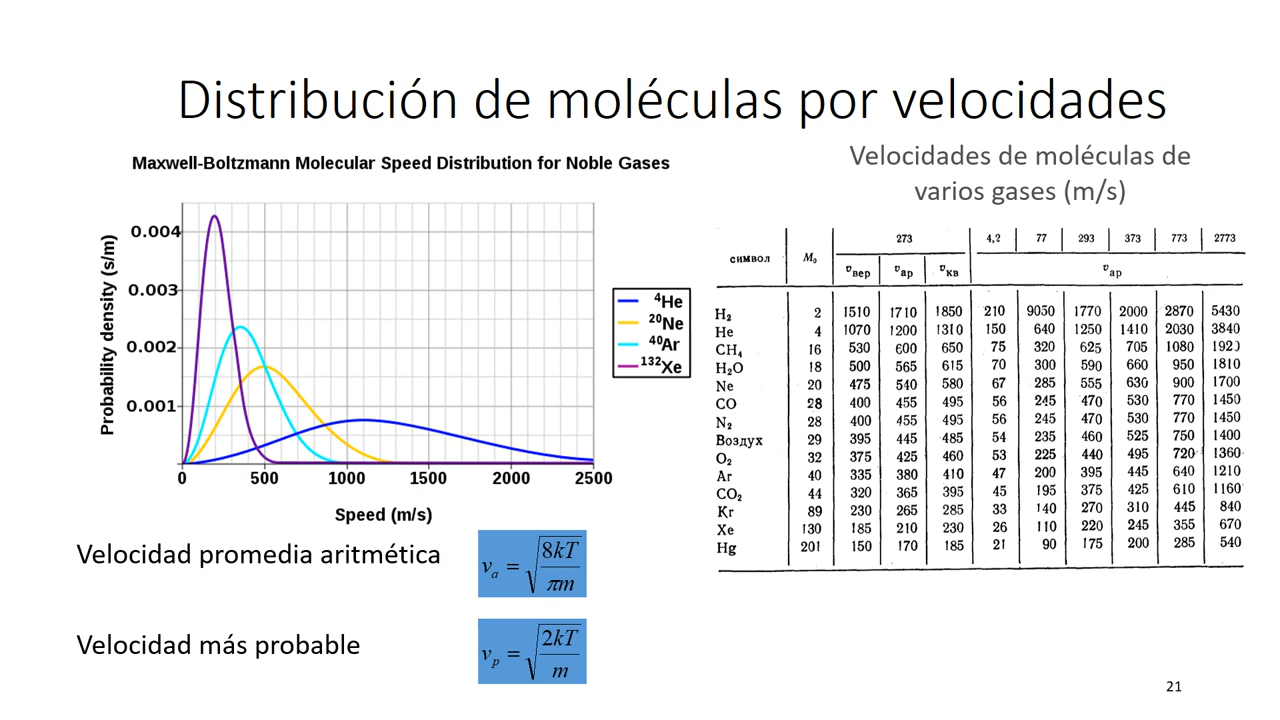 Distribución de moléculas por velocidades
Maxwell-Boltzmann Molecular Speed Distribution for Noble Gases
Probability density (s/m)
0.004
0.003
0.002
0.001
0 500 1000 1500 2000 2500
Speed (m/s)
⁴He
²⁰Ne
⁴⁰Ar
¹³²Xe
Velocidad promedia aritmética
vₐ = √(8kT/πm)
Velocidad más probable
vₚ = √(2kT/m)
Velocidades de moléculas de
varios gases (m/s)
символ M₀ 273 4,2 77 293 373 773 2773
vвер vар vкв vар
H₂ 2 1510 1710 1850 210 9050 1770 2000 2870 5430
He 4 1070 1200 1310 150 640 1250 1410 2030 3840
CH₄ 16 530 600 650 75 320 625 705 1080 1920
H₂O 18 500 565 615 70 300 590 660 950 1810
Ne 20 475 540 580 67 285 555 630 900 1700
CO 28 400 455 495 56 245 470 530 770 1450
N₂ 28 400 455 495 56 245 470 530 770 1450
Воздух 29 395 445 485 54 235 460 525 750 1400
O₂ 32 375 425 460 53 225 440 495 720 1360
Ar 40 335 380 410 47 200 395 445 640 1210
CO₂ 44 320 365 395 45 195 375 425 610 1160
Kr 89 230 265 285 33 140 270 310 445 840
Xe 130 185 210 230 26 110 220 245 355 670
Hg 201 150 170 185 21 90 175 200 285 540
21